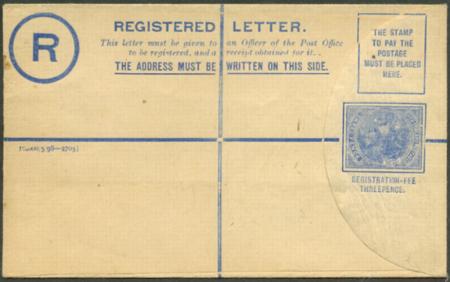 R
REGISTERED LETTER.
This letter must be given to an Officer of the Post Office
to be registered, and a receipt obtained for it.
THE ADDRESS MUST BE WRITTEN ON THIS SIDE.
THE STAMP
TO PAY THE
POSTAGE
MUST BE PLACED
HERE.
REGISTRATION-FEE
THREEPENCE.